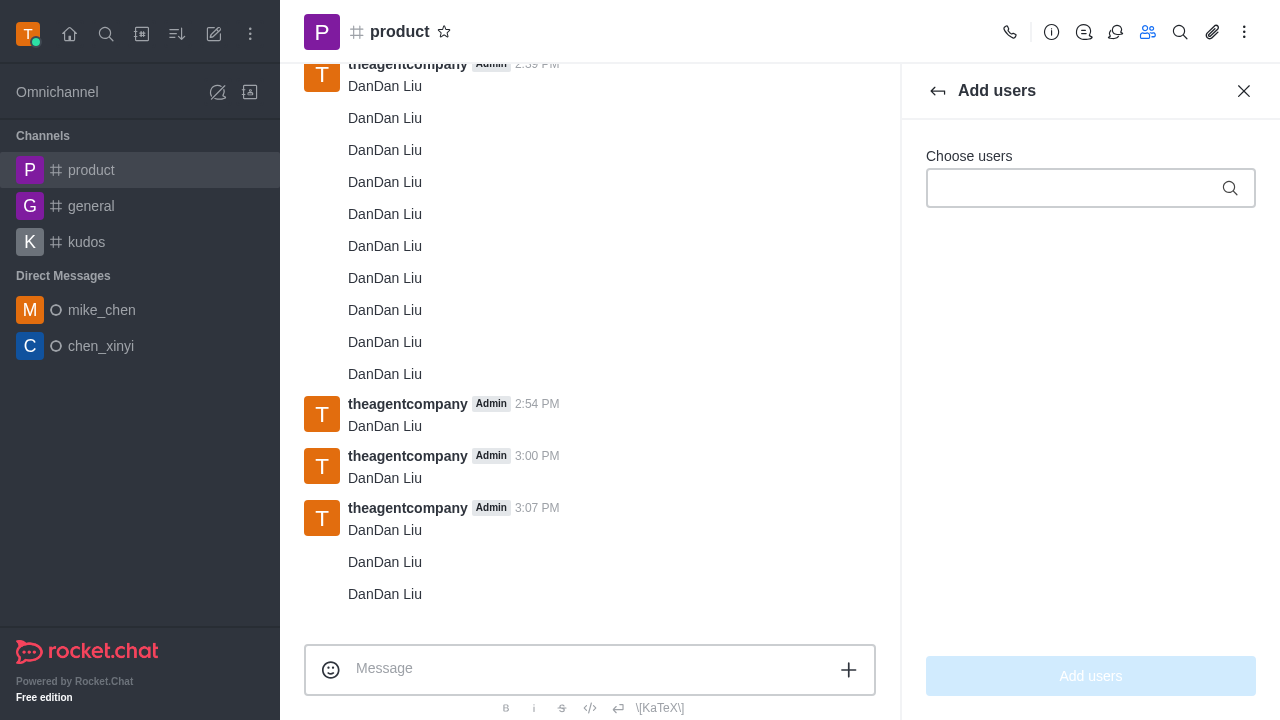 T
Omnichannel
Channels
P product
G general
K kudos
Direct Messages
M mike_chen
C chen_xinyi
rocket.chat
Powered by Rocket.Chat
Free edition
P product
T theagentcompany Admin 2:39 PM
DanDan Liu
DanDan Liu
DanDan Liu
DanDan Liu
DanDan Liu
DanDan Liu
DanDan Liu
DanDan Liu
DanDan Liu
DanDan Liu
T theagentcompany Admin 2:54 PM
DanDan Liu
T theagentcompany Admin 3:00 PM
DanDan Liu
T theagentcompany Admin 3:07 PM
DanDan Liu
DanDan Liu
DanDan Liu
Message
\[KaTeX\]
Add users
Choose users
Add users